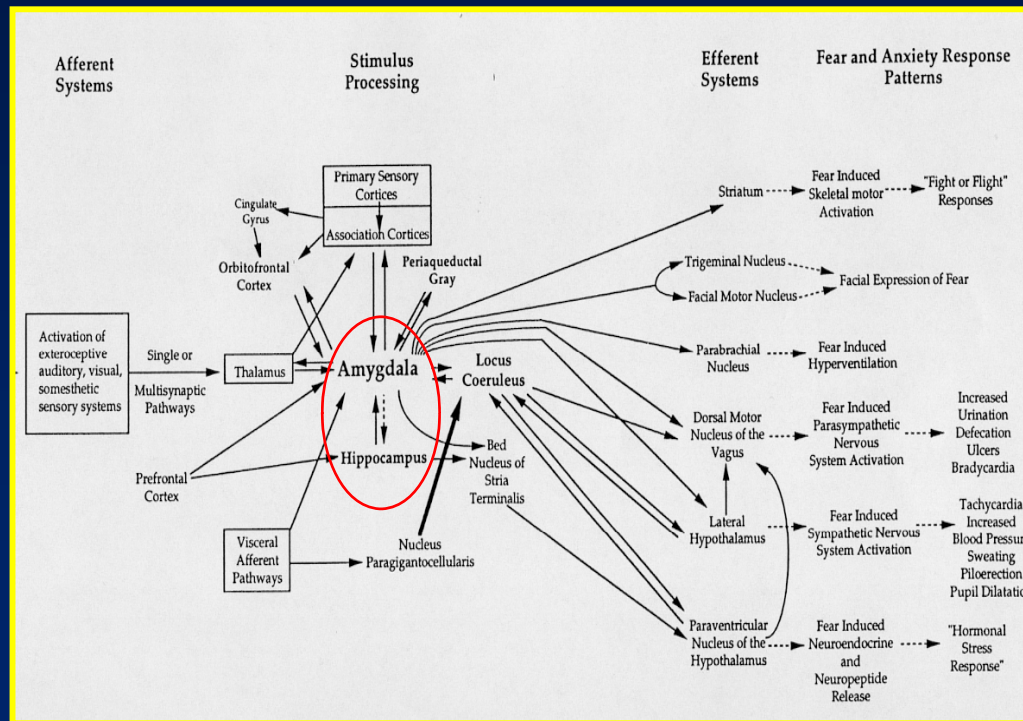 Afferent
Systems
Stimulus
Processing
Efferent
Systems
Fear and Anxiety Response
Patterns
Primary Sensory
Cortices
Association Cortices
Cingulate
Gyrus
Orbitofrontal
Cortex
Periaqueductal
Gray
Activation of
exteroceptive
auditory, visual,
somesthetic
sensory systems
Single or
Multisynaptic
Pathways
Thalamus
Amygdala
Locus
Coeruleus
Hippocampus
Prefrontal
Cortex
Visceral
Afferent
Pathways
Nucleus
Paragigantocellularis
Bed
Nucleus of
Stria
Terminalis
Striatum
Fear Induced
Skeletal motor
Activation
"Fight or Flight"
Responses
Trigeminal Nucleus
Facial Motor Nucleus
Facial Expression of Fear
Parabrachial
Nucleus
Fear Induced
Hyperventilation
Dorsal Motor
Nucleus of the
Vagus
Fear Induced
Parasympathetic
Nervous
System Activation
Increased
Urination
Defecation
Ulcers
Bradycardia
Lateral
Hypothalamus
Fear Induced
Sympathetic Nervous
System Activation
Tachycardia
Increased
Blood Pressur
Sweating
Piloerection
Pupil Dilatatio
Paraventricular
Nucleus of the
Hypothalamus
Fear Induced
Neuroendocrine
and
Neuropeptide
Release
"Hormonal
Stress
Response"